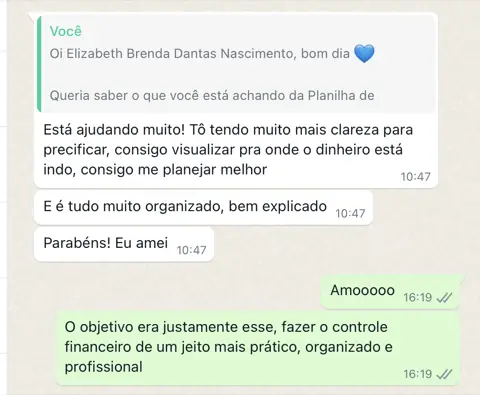 Você
Oi Elizabeth Brenda Dantas Nascimento, bom dia 💙
Queria saber o que você está achando da Planilha de
Está ajudando muito! Tô tendo muito mais clareza para
precificar, consigo visualizar pra onde o dinheiro está
indo, consigo me planejar melhor
10:47
E é tudo muito organizado, bem explicado
10:47
Parabéns! Eu amei
10:47
Amooooo
16:19
O objetivo era justamente esse, fazer o controle
financeiro de um jeito mais prático, organizado e
profissional
16:19